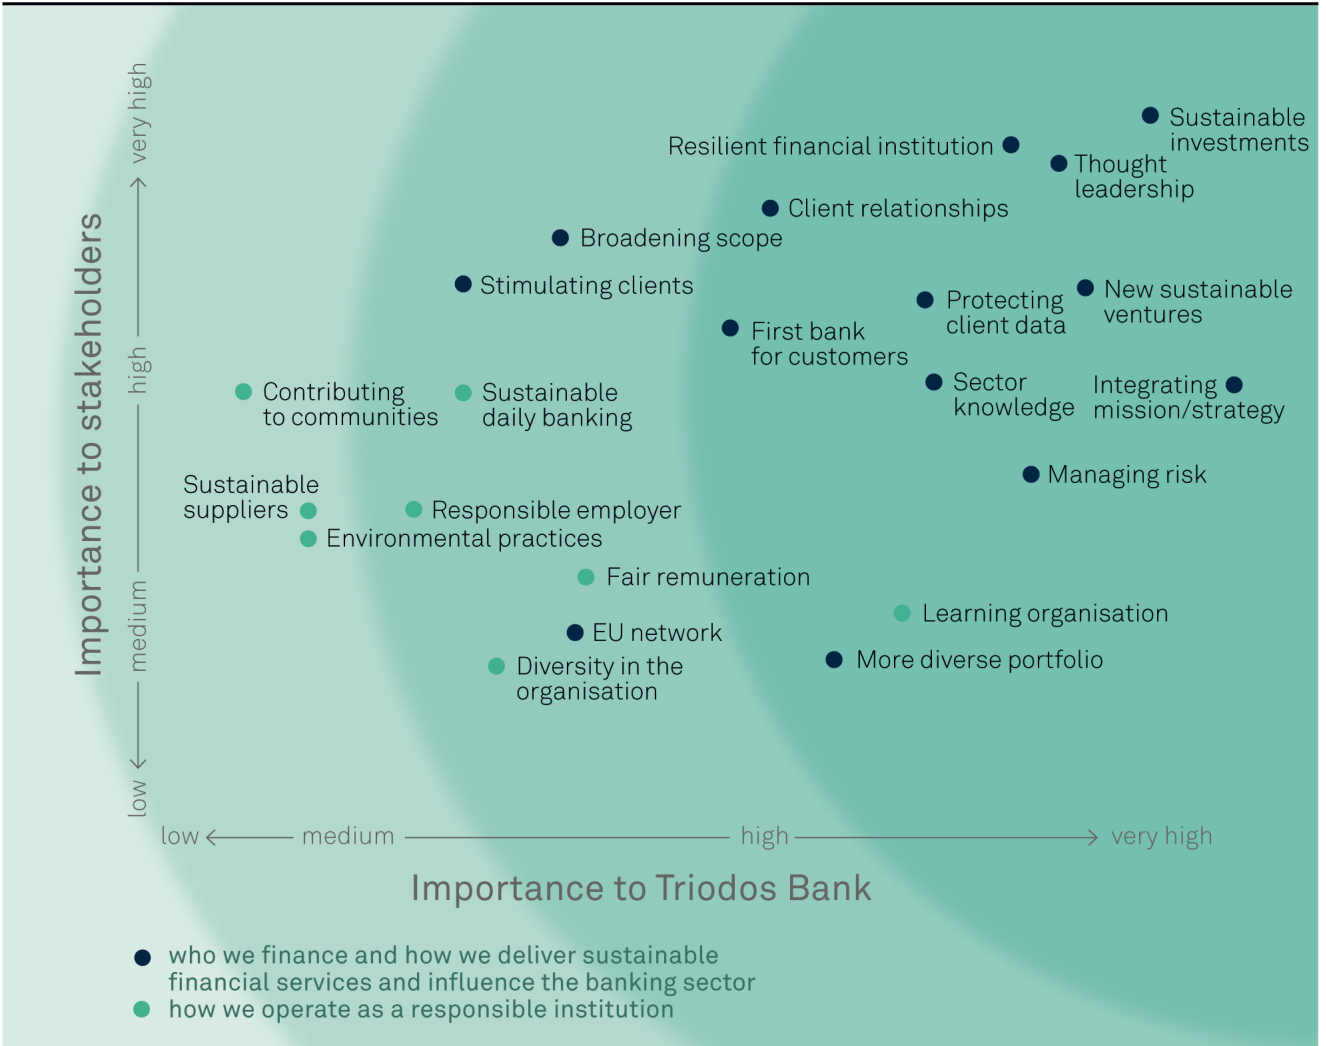 very high
high
medium
low
Importance to stakeholders
Sustainable
investments
Resilient financial institution
Thought
leadership
Client relationships
Broadening scope
Stimulating clients
Protecting
client data
New sustainable
ventures
First bank
for customers
Contributing
to communities
Sustainable
daily banking
Sector
knowledge
Integrating
mission/strategy
Managing risk
Sustainable
suppliers
Responsible employer
Environmental practices
Fair remuneration
Learning organisation
EU network
More diverse portfolio
Diversity in the
organisation
low
medium
high
very high
Importance to Triodos Bank
who we finance and how we deliver sustainable
financial services and influence the banking sector
how we operate as a responsible institution